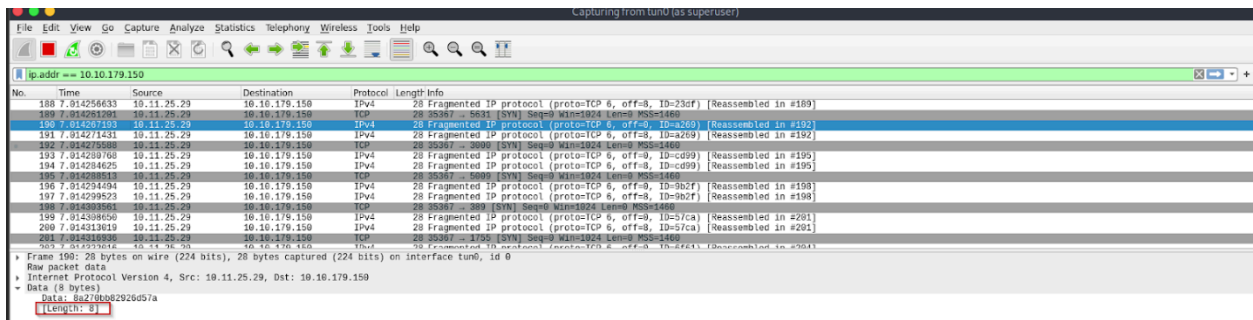 Capturing from tun0 (as superuser)
File Edit View Go Capture Analyze Statistics Telephony Wireless Tools Help
ip.addr == 10.10.179.150
No. Time Source Destination Protocol Length Info
188 7.014256633 10.11.25.29 10.10.179.150 IPv4 28 Fragmented IP protocol (proto=TCP 6, off=8, ID=23df) [Reassembled in #189]
189 7.014261201 10.11.25.29 10.10.179.150 TCP 28 35367 → 5631 [SYN] Seq=0 Win=1024 Len=0 MSS=1460
190 7.014267193 10.11.25.29 10.10.179.150 IPv4 28 Fragmented IP protocol (proto=TCP 6, off=0, ID=a269) [Reassembled in #192]
191 7.014271431 10.11.25.29 10.10.179.150 IPv4 28 Fragmented IP protocol (proto=TCP 6, off=8, ID=a269) [Reassembled in #192]
192 7.014275588 10.11.25.29 10.10.179.150 TCP 28 35367 → 3000 [SYN] Seq=0 Win=1024 Len=0 MSS=1460
193 7.014280768 10.11.25.29 10.10.179.150 IPv4 28 Fragmented IP protocol (proto=TCP 6, off=0, ID=cd99) [Reassembled in #195]
194 7.014284625 10.11.25.29 10.10.179.150 IPv4 28 Fragmented IP protocol (proto=TCP 6, off=8, ID=cd99) [Reassembled in #195]
195 7.014288513 10.11.25.29 10.10.179.150 TCP 28 35367 → 5009 [SYN] Seq=0 Win=1024 Len=0 MSS=1460
196 7.014294494 10.11.25.29 10.10.179.150 IPv4 28 Fragmented IP protocol (proto=TCP 6, off=0, ID=9b2f) [Reassembled in #198]
197 7.014299523 10.11.25.29 10.10.179.150 IPv4 28 Fragmented IP protocol (proto=TCP 6, off=8, ID=9b2f) [Reassembled in #198]
198 7.014303561 10.11.25.29 10.10.179.150 TCP 28 35367 → 389 [SYN] Seq=0 Win=1024 Len=0 MSS=1460
199 7.014308650 10.11.25.29 10.10.179.150 IPv4 28 Fragmented IP protocol (proto=TCP 6, off=0, ID=57ca) [Reassembled in #201]
200 7.014313019 10.11.25.29 10.10.179.150 IPv4 28 Fragmented IP protocol (proto=TCP 6, off=8, ID=57ca) [Reassembled in #201]
201 7.014316936 10.11.25.29 10.10.179.150 TCP 28 35367 → 1755 [SYN] Seq=0 Win=1024 Len=0 MSS=1460
Frame 190: 28 bytes on wire (224 bits), 28 bytes captured (224 bits) on interface tun0, id 0
Raw packet data
Internet Protocol Version 4, Src: 10.11.25.29, Dst: 10.10.179.150
Data (8 bytes)
Data: 8a270bb82926d57a
[Length: 8]